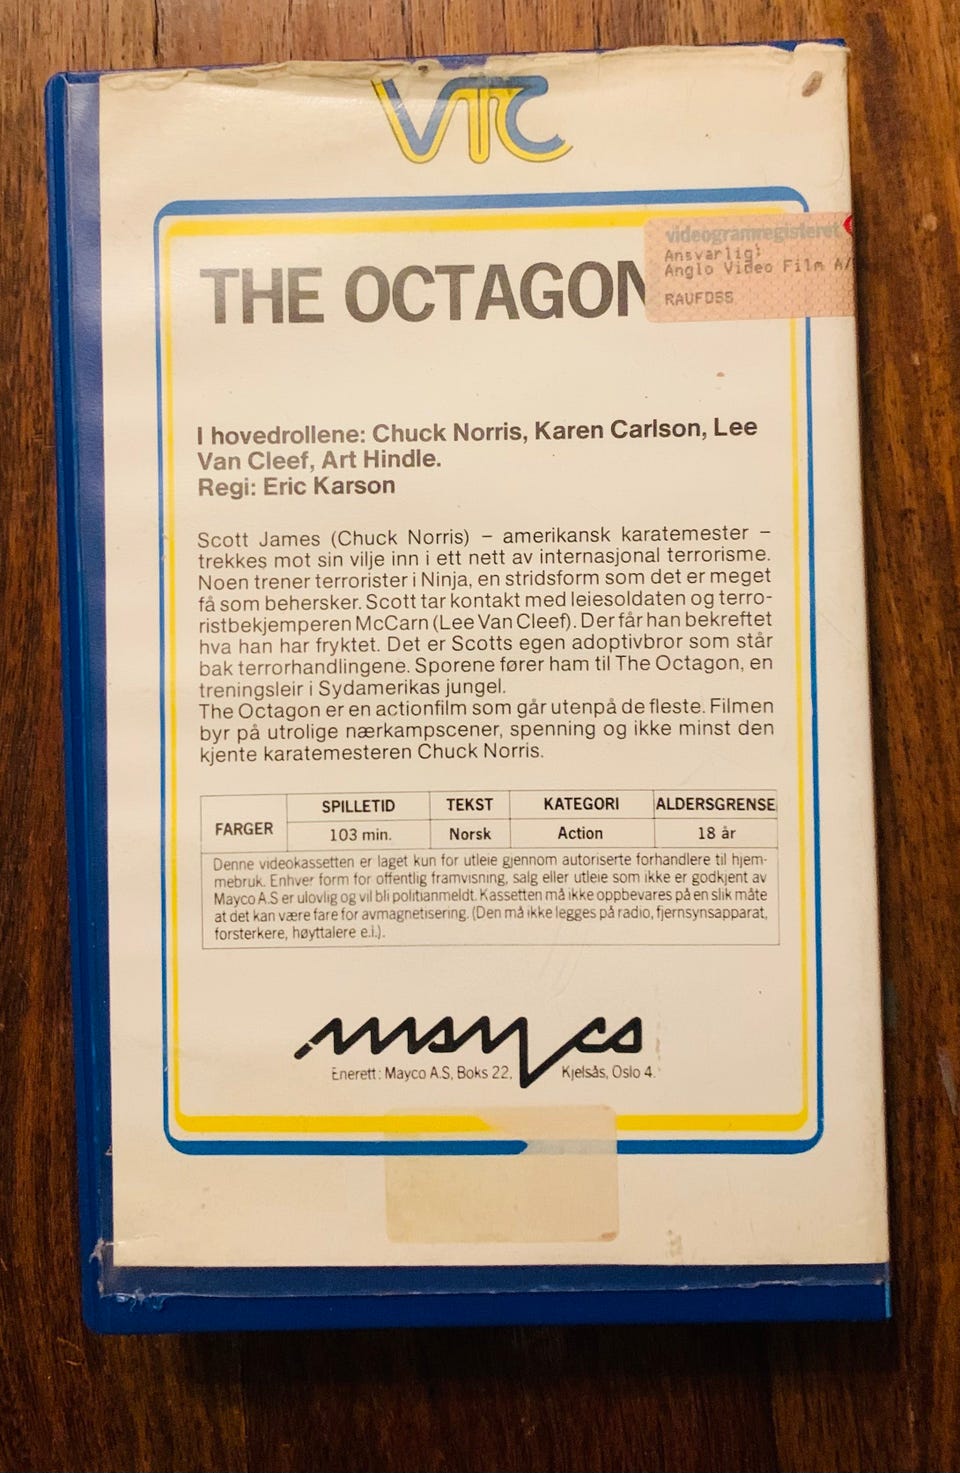 VTC
videogramregisteret
Ansvarlig:
Anglo Video Film A/
RAUFOSS
THE OCTAGON
I hovedrollene: Chuck Norris, Karen Carlson, Lee
Van Cleef, Art Hindle.
Regi: Eric Karson
Scott James (Chuck Norris) – amerikansk karatemester –
trekkes mot sin vilje inn i ett nett av internasjonal terrorisme.
Noen trener terrorister i Ninja, en stridsform som det er meget
få som behersker. Scott tar kontakt med leiesoldaten og terro-
ristbekjemperen McCarn (Lee Van Cleef). Der får han bekreftet
hva han har fryktet. Det er Scotts egen adoptivbror som står
bak terrorhandlingene. Sporene fører ham til The Octagon, en
treningsleir i Sydamerikas jungel.
The Octagon er en actionfilm som går utenpå de fleste. Filmen
byr på utrolige nærkampscener, spenning og ikke minst den
kjente karatemesteren Chuck Norris.
FARGER
SPILLETID TEKST KATEGORI ALDERSGRENSE
103 min. Norsk Action 18 år
Denne videokassetten er laget kun for utleie gjennom autoriserte forhandlere til hjem-
mebruk. Enhver form for offentlig framvisning, salg eller utleie som ikke er godkjent av
Mayco A.S er ulovlig og vil bli politianmeldt. Kassetten må ikke oppbevares på en slik måte
at det kan være fare for avmagnetisering. (Den må ikke legges på radio, fjernsynsapparat,
forsterkere, høyttalere e.l.).
mayco
Enerett: Mayco A.S, Boks 22, Kjelsås, Oslo 4.